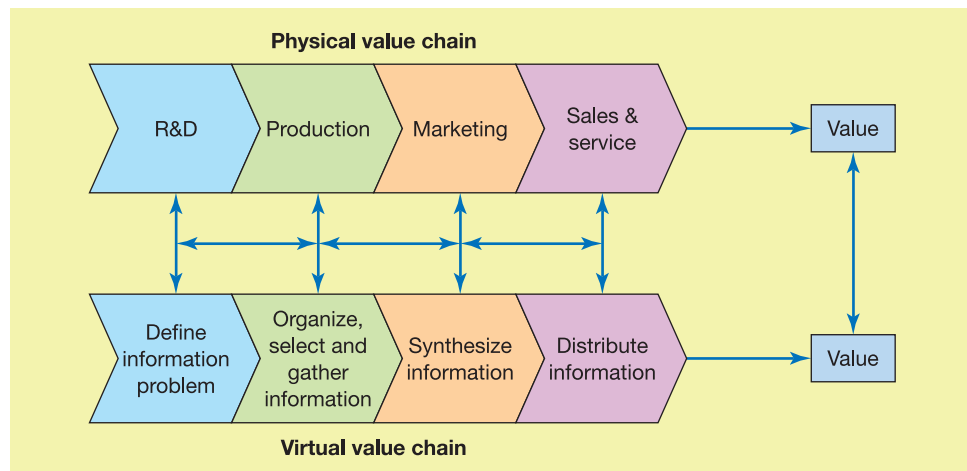 Physical value chain
R&D
Production
Marketing
Sales &
service
Value
Define
information
problem
Organize,
select and
gather
information
Synthesize
information
Distribute
information
Value
Virtual value chain